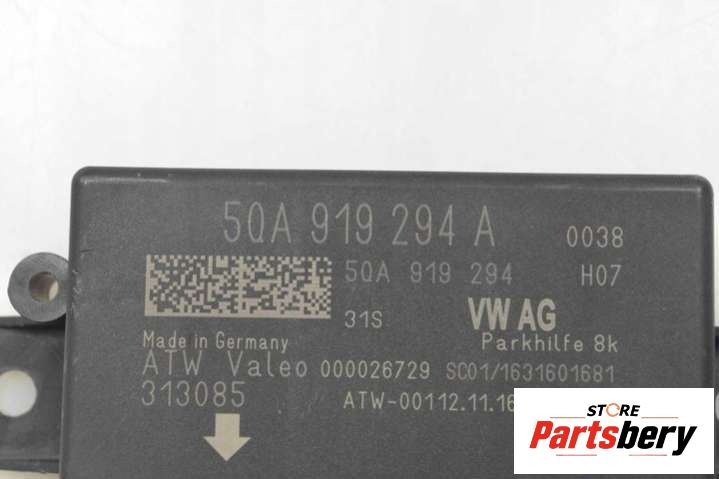 5QA 919 294 A 0038
5QA 919 294 H07
31S VW AG
Made in Germany Parkhilfe 8k
ATW Valeo 000026729 SC01/1631601681
313085 ATW-00112.11.16
STORE
Partsbery